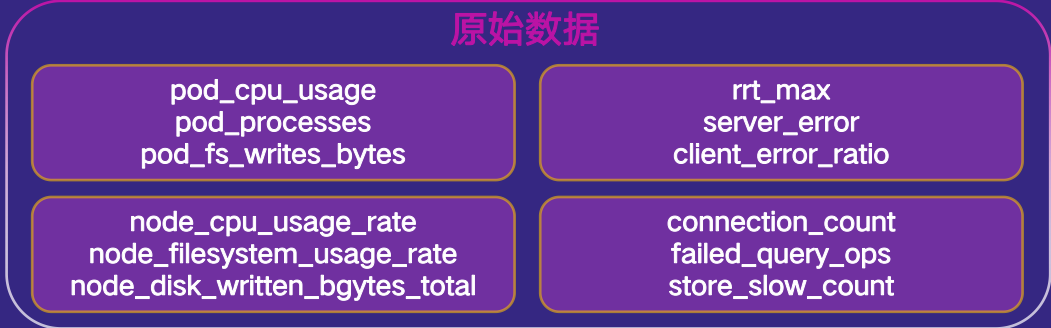 原始数据
pod_cpu_usage
pod_processes
pod_fs_writes_bytes
rrt_max
server_error
client_error_ratio
node_cpu_usage_rate
node_filesystem_usage_rate
node_disk_written_bgytes_total
connection_count
failed_query_ops
store_slow_count